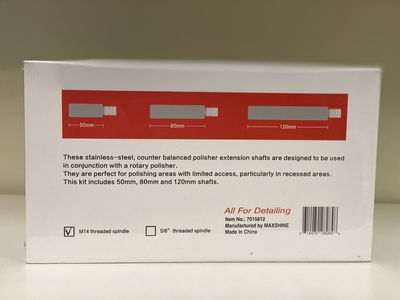 50mm
80mm
120mm
These stainless-steel, counter balanced polisher extension shafts are designed to be used
in conjunction with a rotary polisher.
They are perfect for polishing areas with limited access, particularly in recessed areas.
This kit includes 50mm, 80mm and 120mm shafts.
All For Detailing
Item No.: 7015612
Manufactured by MAXSHINE
Made In China
M14 threaded spindle
5/8" threaded spindle